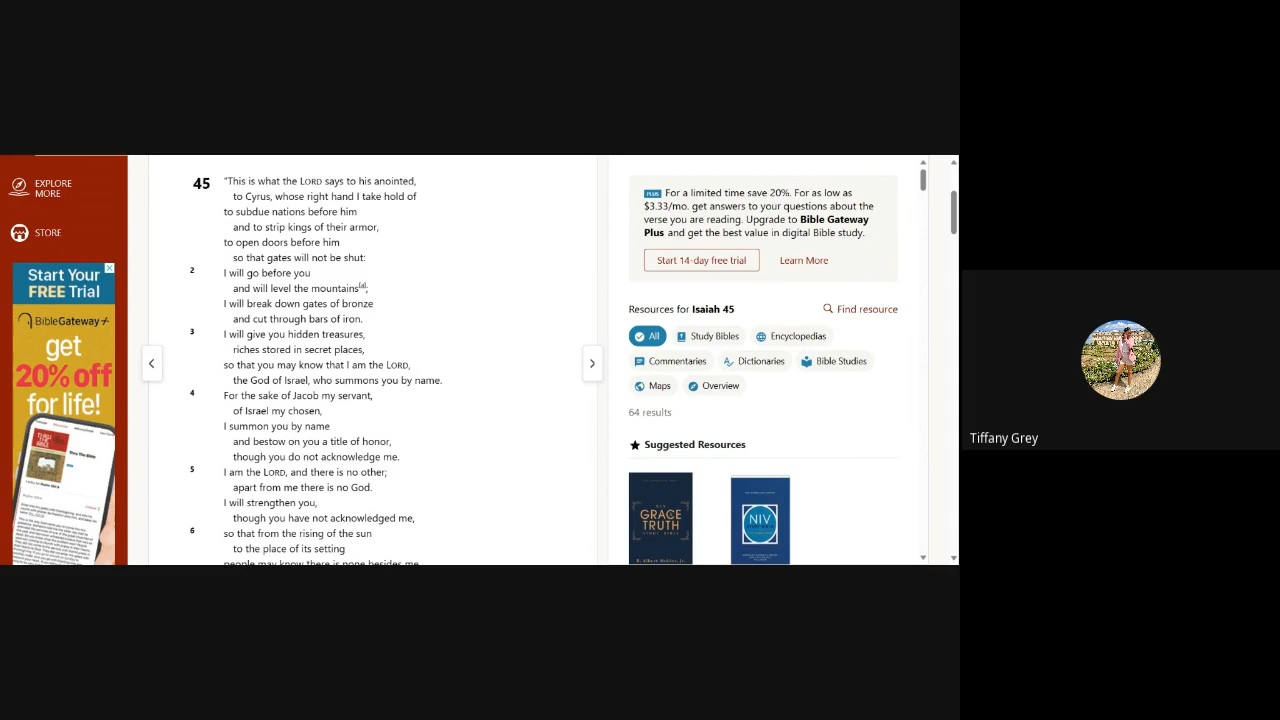 EXPLORE
MORE
STORE
Start Your
FREE Trial
BibleGateway+
get
20% off
for life!
45 "This is what the LORD says to his anointed,
to Cyrus, whose right hand I take hold of
to subdue nations before him
and to strip kings of their armor,
to open doors before him
so that gates will not be shut:
2 I will go before you
and will level the mountains[a];
I will break down gates of bronze
and cut through bars of iron.
3 I will give you hidden treasures,
riches stored in secret places,
so that you may know that I am the LORD,
the God of Israel, who summons you by name.
4 For the sake of Jacob my servant,
of Israel my chosen,
I summon you by name
and bestow on you a title of honor,
though you do not acknowledge me.
5 I am the LORD, and there is no other;
apart from me there is no God.
I will strengthen you,
though you have not acknowledged me,
6 so that from the rising of the sun
to the place of its setting
people may know there is none besides me
PLUS For a limited time save 20%. For as low as
$3.33/mo. get answers to your questions about the
verse you are reading. Upgrade to Bible Gateway
Plus and get the best value in digital Bible study.
Start 14-day free trial Learn More
Resources for Isaiah 45 Find resource
All Study Bibles Encyclopedias
Commentaries Dictionaries Bible Studies
Maps Overview
64 results
Suggested Resources
GRACE
TRUTH
NIV
Tiffany Grey